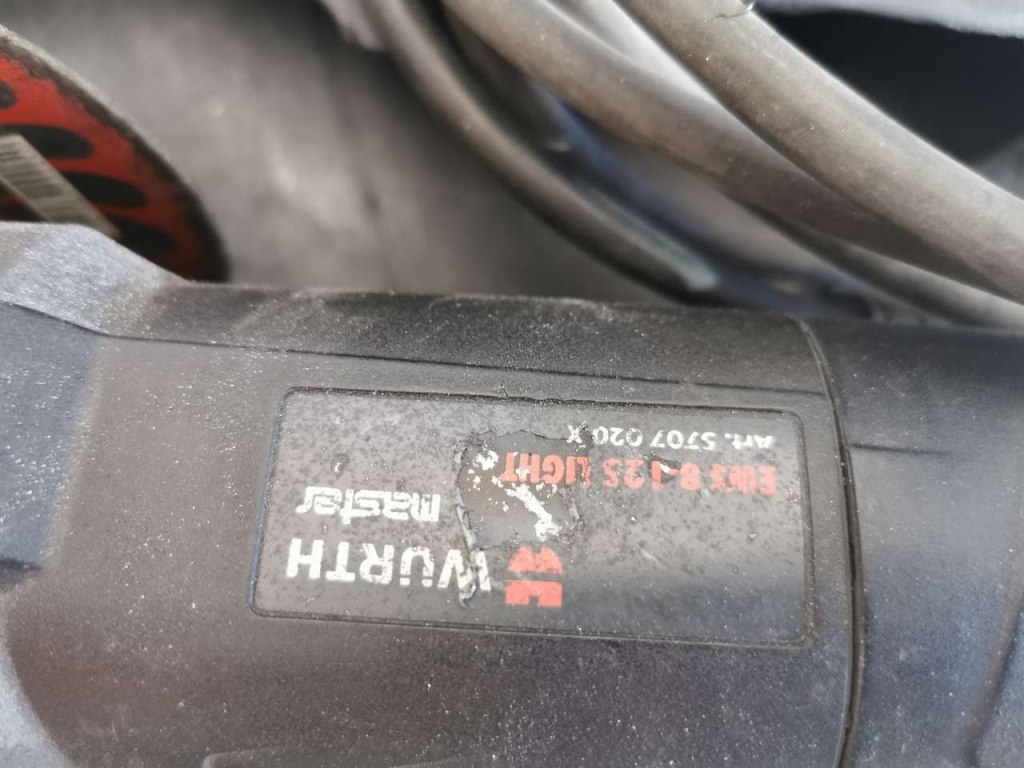 WÜRTH
master
EWS 8-125 LIGHT
Art. 5707 020 X